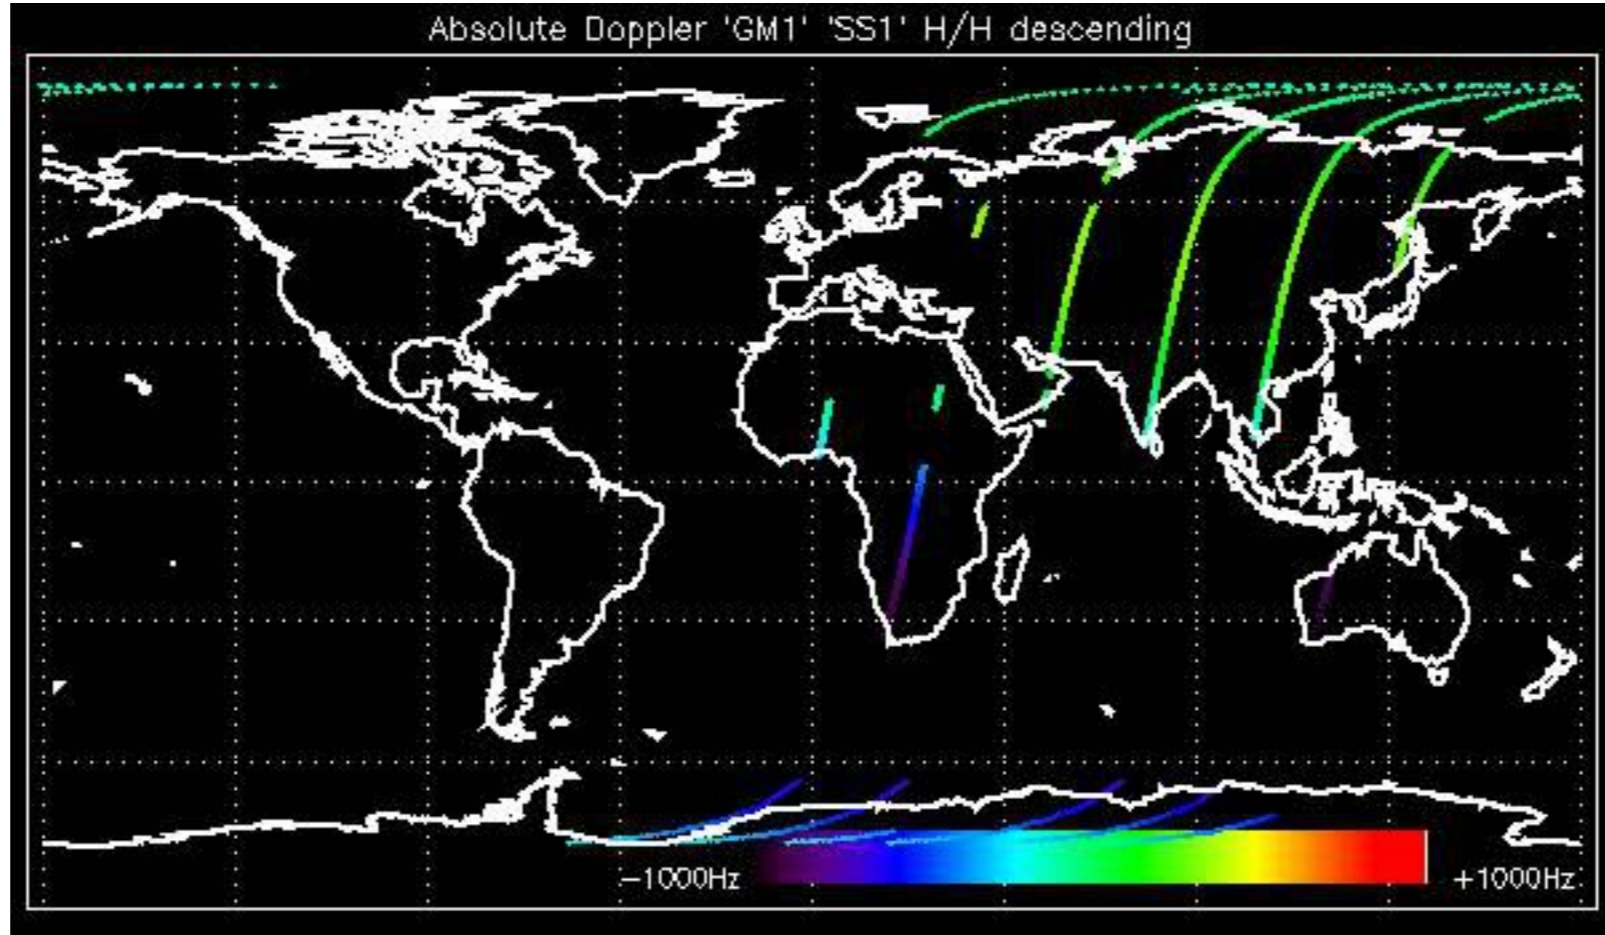 Absolute Doppler 'GM1' 'SS1' H/H descending
−1000Hz
+1000Hz